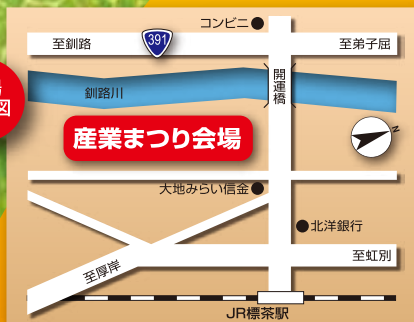 コンビニ
至釧路
391
至弟子屈
開運橋
釧路川
図
産業まつり会場
N
大地みらい信金
北洋銀行
至厚岸
至虹別
JR標茶駅